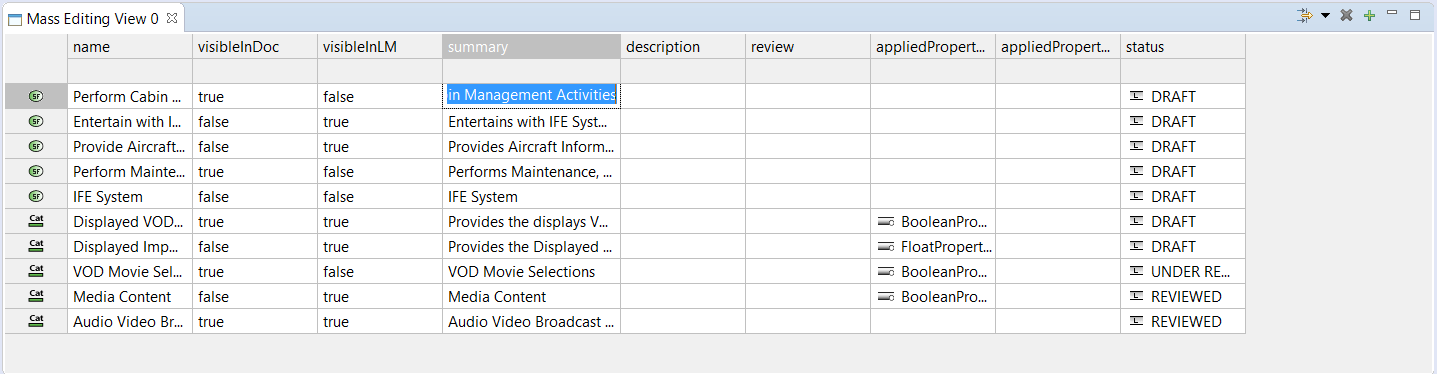 Mass Editing View 0
name visibleInDoc visibleInLM summary description review appliedPropert... appliedPropert... status
SF Perform Cabin ... true false in Management Activities L DRAFT
SF Entertain with I... false true Entertains with IFE Syst... L DRAFT
SF Provide Aircraft... false true Provides Aircraft Inform... L DRAFT
SF Perform Mainte... true false Performs Maintenance, ... L DRAFT
SF IFE System false false IFE System L DRAFT
Cat Displayed VOD... true true Provides the displays V... BooleanPro... L DRAFT
Cat Displayed Imp... false true Provides the Displayed ... FloatPropert... L DRAFT
Cat VOD Movie Sel... true false VOD Movie Selections BooleanPro... L UNDER RE...
Cat Media Content false true Media Content BooleanPro... L REVIEWED
Cat Audio Video Br... true true Audio Video Broadcast ... L REVIEWED